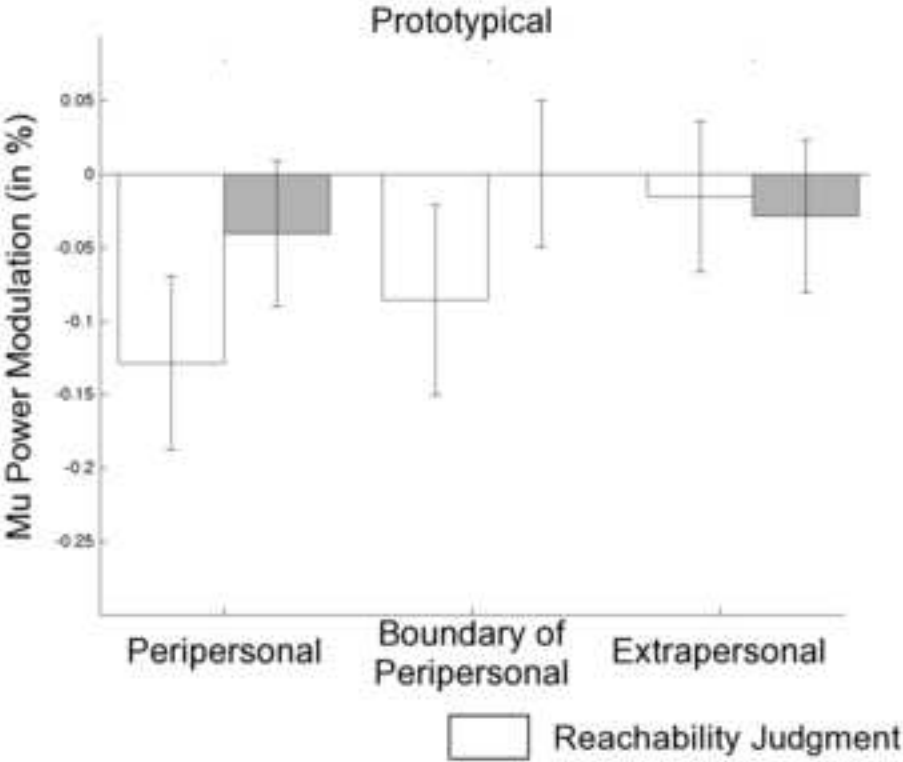 Prototypical
Mu Power Modulation (in %)
0.05
0
-0.05
-0.1
-0.15
-0.2
-0.25
Peripersonal
Boundary of
Peripersonal
Extrapersonal
Reachability Judgment